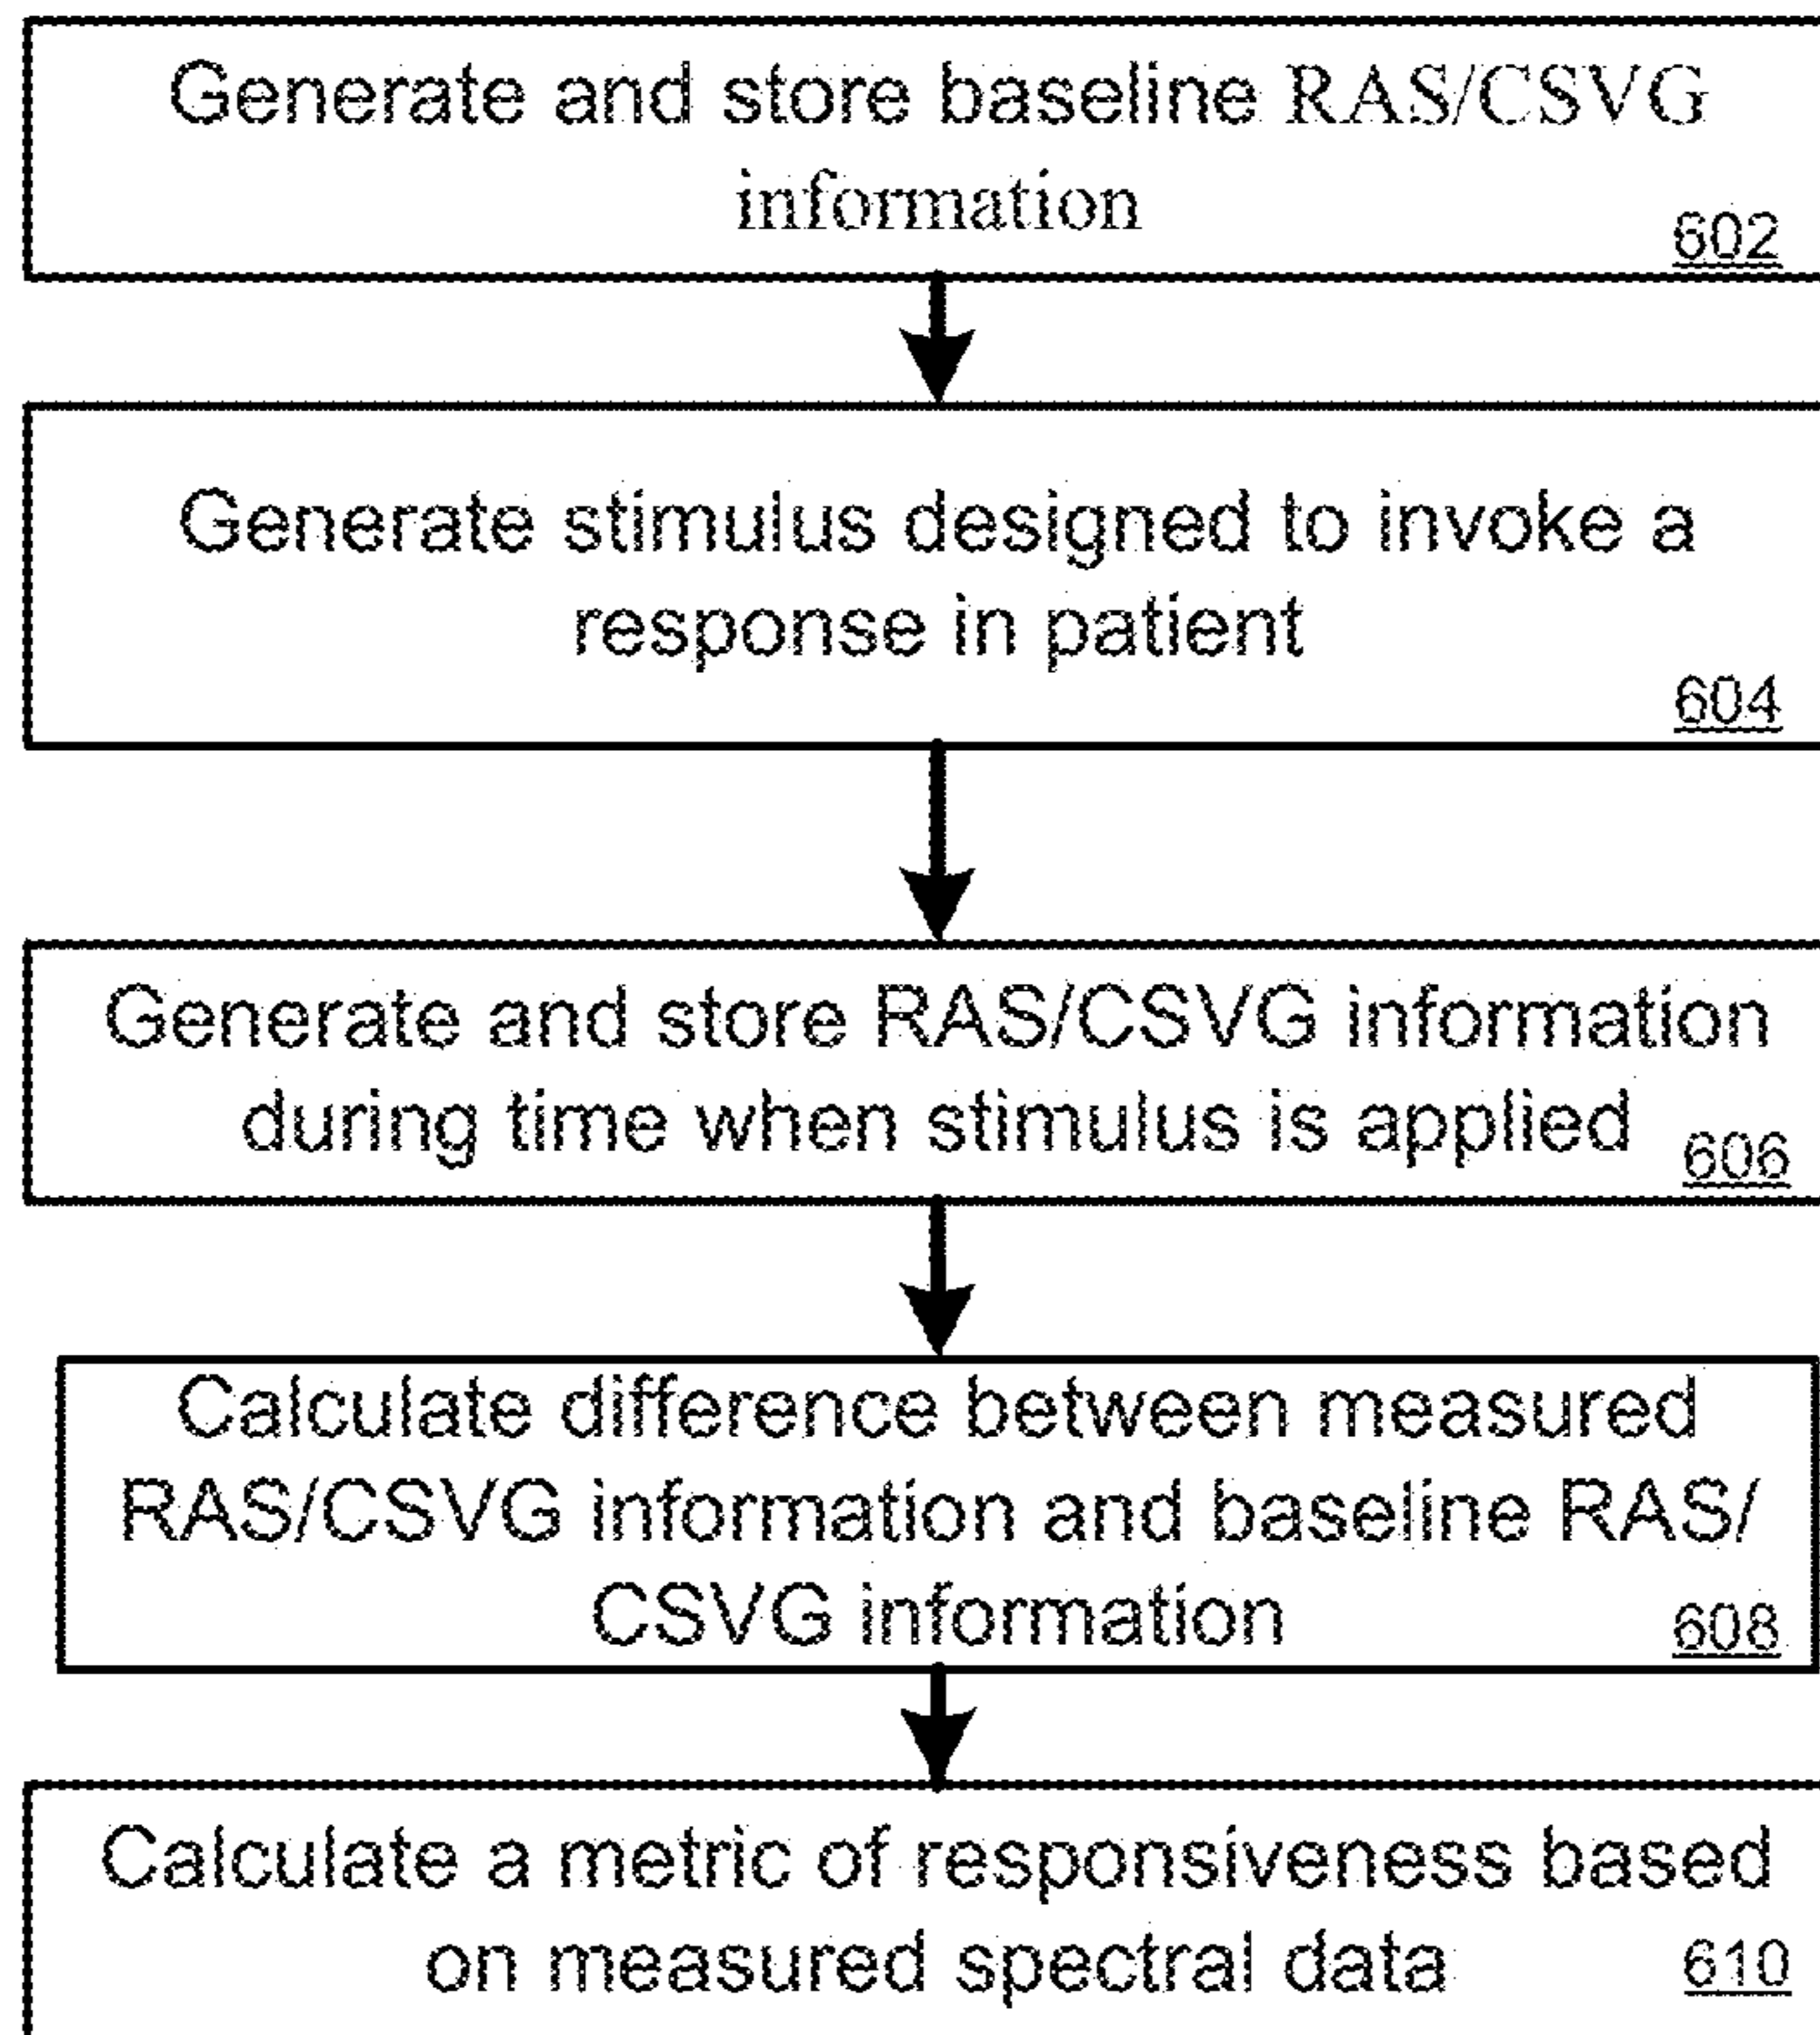 Generate and store baseline RAS/CSVG
information
602
Generate stimulus designed to invoke a
response in patient
604
Generate and store RAS/CSVG information
during time when stimulus is applied
606
Calculate difference between measured
RAS/CSVG information and baseline RAS/
CSVG information
608
Calculate a metric of responsiveness based
on measured spectral data
610